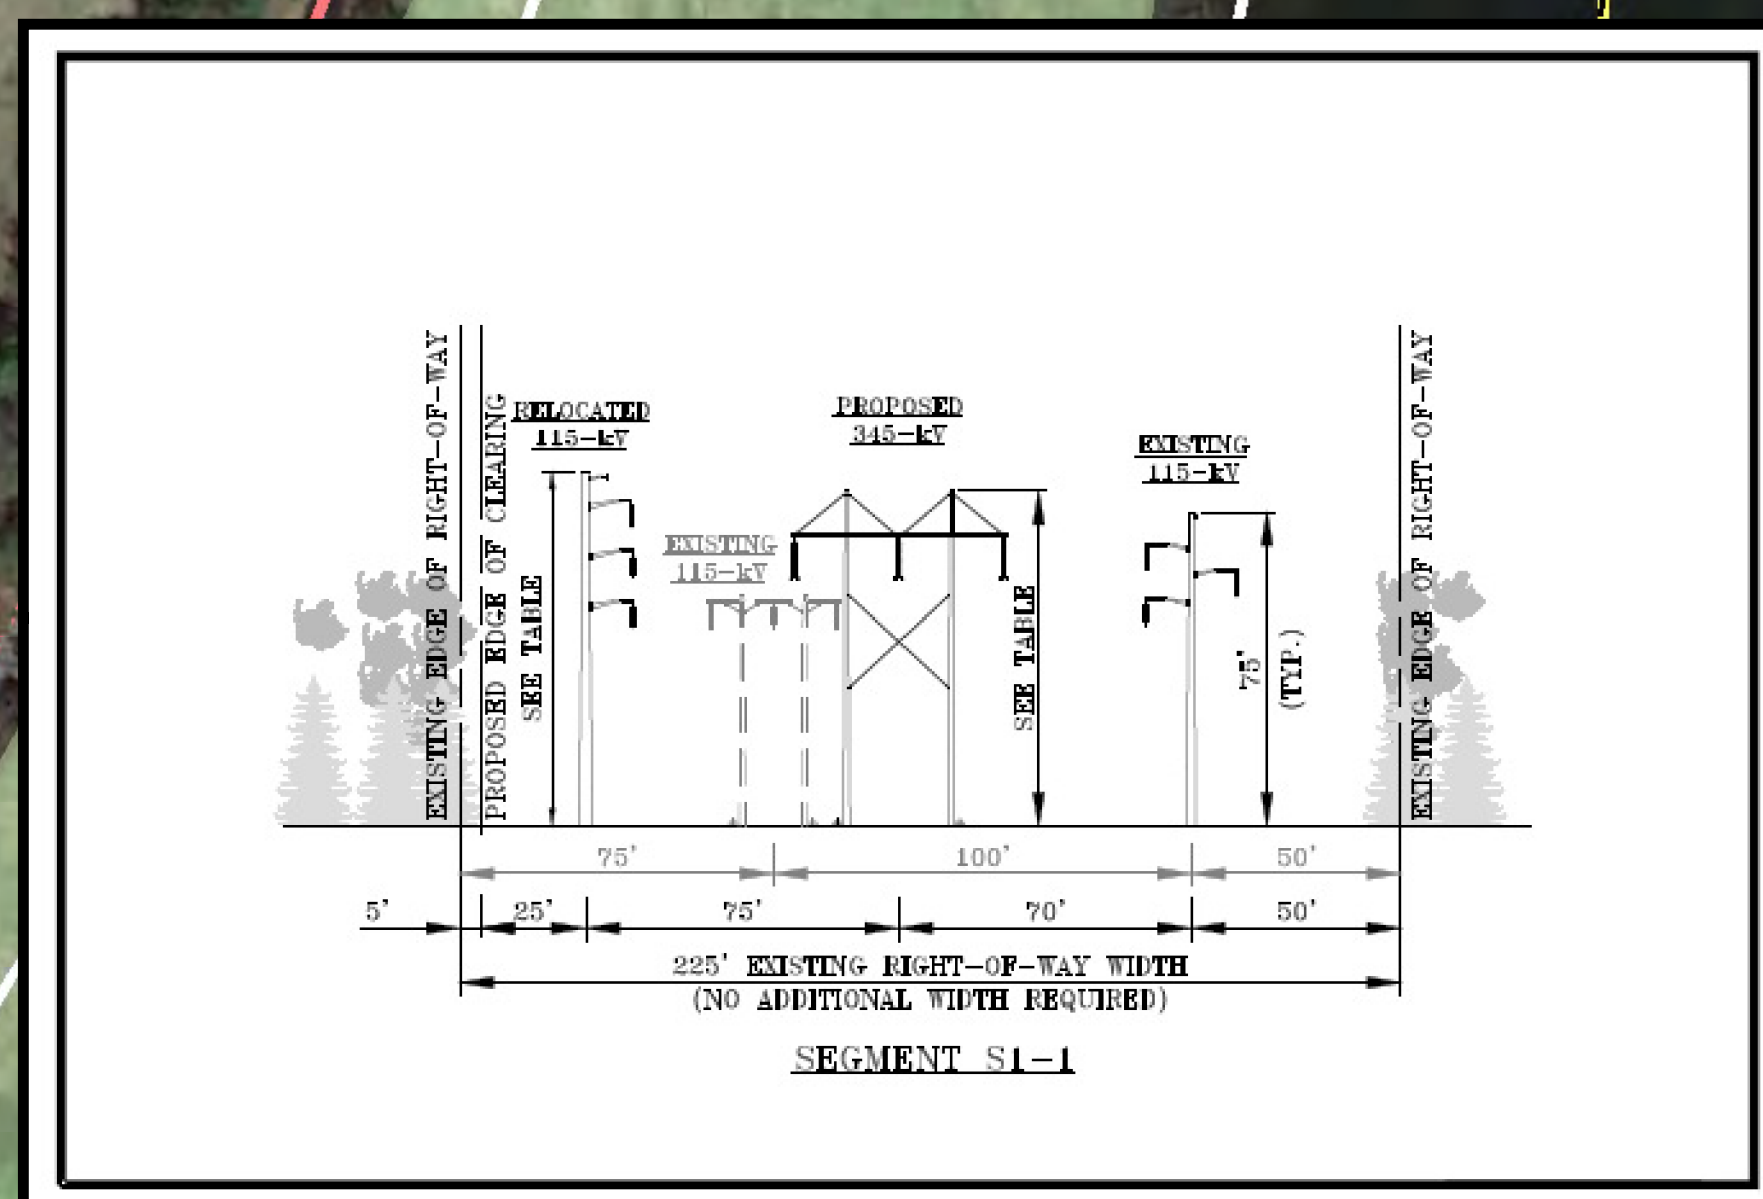 EXISTING EDGE OF RIGHT-OF-WAY
PROPOSED EDGE OF CLEARING
RELOCATED
115-kV
SEE TABLE
EXISTING
115-kV
PROPOSED
345-kV
SEE TABLE
EXISTING
115-kV
75'
(TYP.)
EXISTING EDGE OF RIGHT-OF-WAY
75'
100'
50'
5'
25'
75'
70'
50'
225' EXISTING RIGHT-OF-WAY WIDTH
(NO ADDITIONAL WIDTH REQUIRED)
SEGMENT S1-1